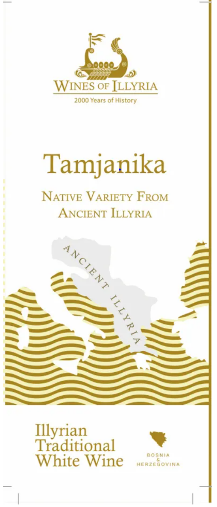 WINES OF ILLYRIA
2000 Years of History
Tamjanika
NATIVE VARIETY FROM
ANCIENT ILLYRIA
ANCIENT ILLYRIA
Illyrian
Traditional
White Wine
BOSNIA
&
HERZEGOVINA